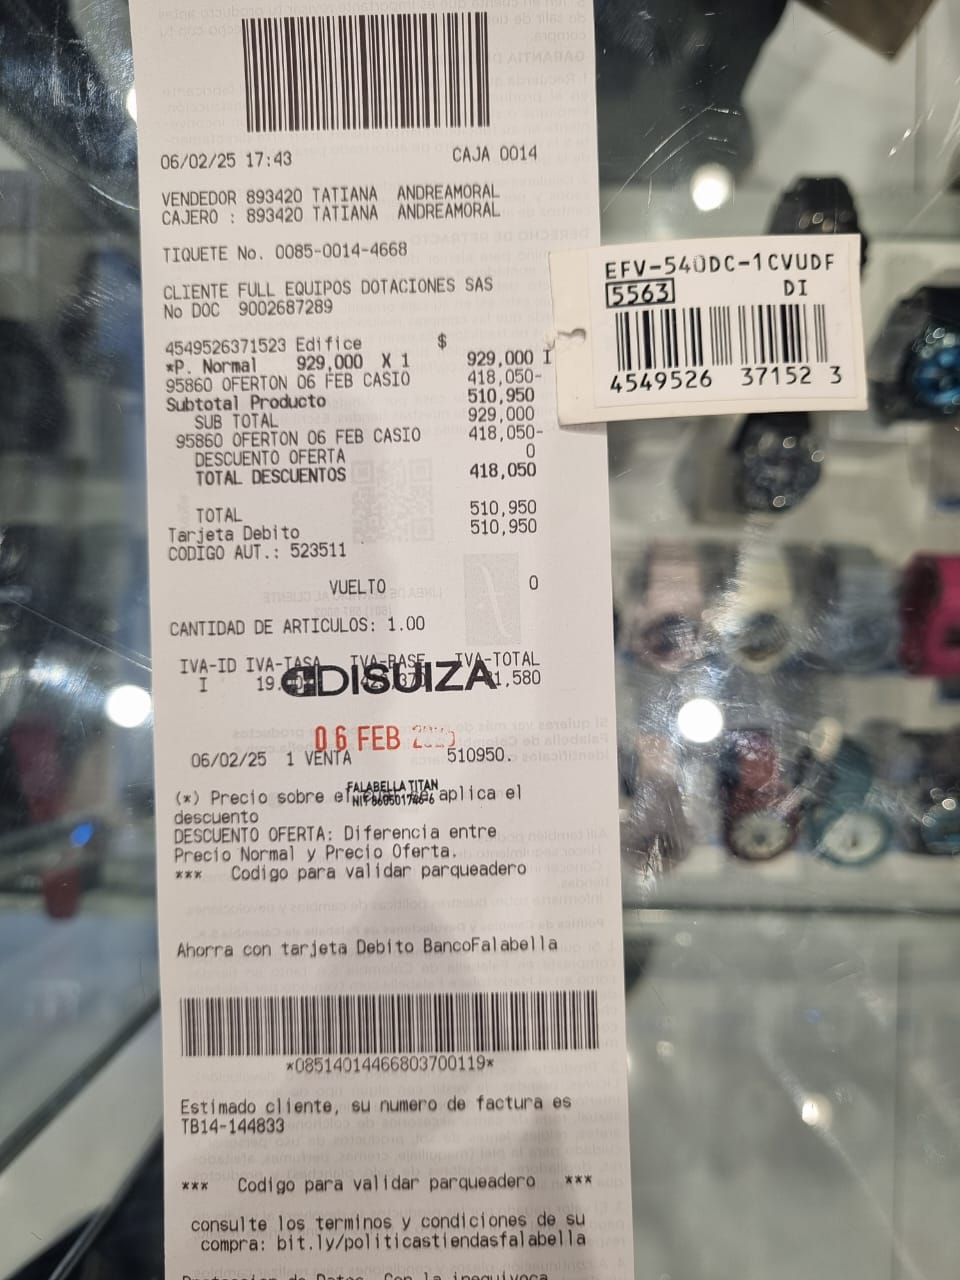 06/02/25 17:43 CAJA 0014
VENDEDOR 893420 TATIANA ANDREAMORAL
CAJERO : 893420 TATIANA ANDREAMORAL
TIQUETE No. 0085-0014-4668
CLIENTE FULL EQUIPOS DOTACIONES SAS
No DOC 9002687289
4549526371523 Edifice $
*P. Normal 929,000 X 1 929,000 I
95860 OFERTON 06 FEB CASIO 418,050-
Subtotal Producto 510,950
SUB TOTAL 929,000
95860 OFERTON 06 FEB CASIO 418,050-
DESCUENTO OFERTA 0
TOTAL DESCUENTOS 418,050
TOTAL 510,950
Tarjeta Debito 510,950
CODIGO AUT.: 523511
VUELTO 0
CANTIDAD DE ARTICULOS: 1.00
IVA-ID IVA-TASA IVA-BASE IVA-TOTAL
I 19. 1,580
DISUIZA
06 FEB
06/02/25 1 VENTA 510950.
FALABELLA TITAN
NIT 860501746-6
(*) Precio sobre el aplica el
descuento
DESCUENTO OFERTA: Diferencia entre
Precio Normal y Precio Oferta.
*** Codigo para validar parqueadero
Ahorra con tarjeta Debito BancoFalabella
*08514014466803700119*
Estimado cliente, su numero de factura es
TB14-144833
*** Codigo para validar parqueadero ***
consulte los terminos y condiciones de su
compra: bit.ly/politicastiendasfalabella
EFV-540DC-1CVUDF
5563 DI
4549526 37152 3